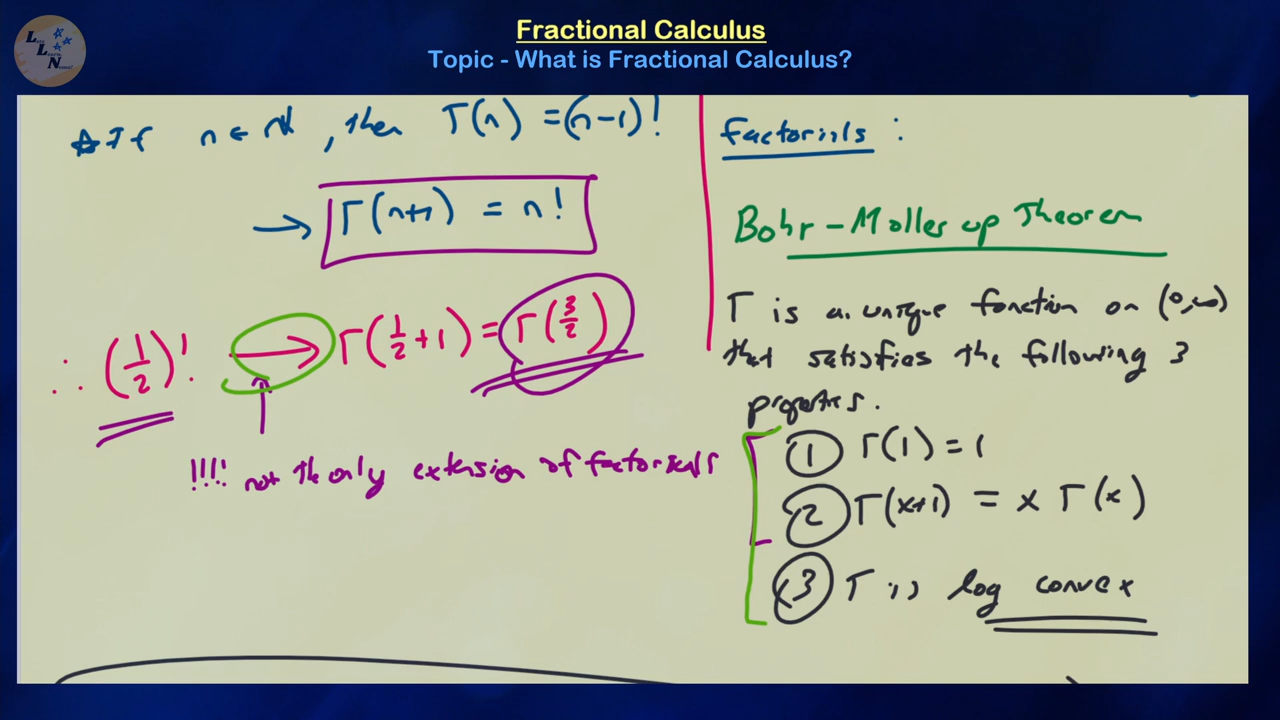 Fractional Calculus
Topic - What is Fractional Calculus?
L L N
If n ∈ ℕ, then Γ(n) = (n-1)!
→ Γ(n+1) = n!
∴ (1/2)! → Γ(1/2 + 1) = Γ(3/2)
!!!! not the only extension of factorials
factorials :
Bohr - Moller up Theorem
Γ is a unique function on (0,∞)
that satisfies the following 3
properties.
① Γ(1) = 1
② Γ(x+1) = x Γ(x)
③ Γ is log convex